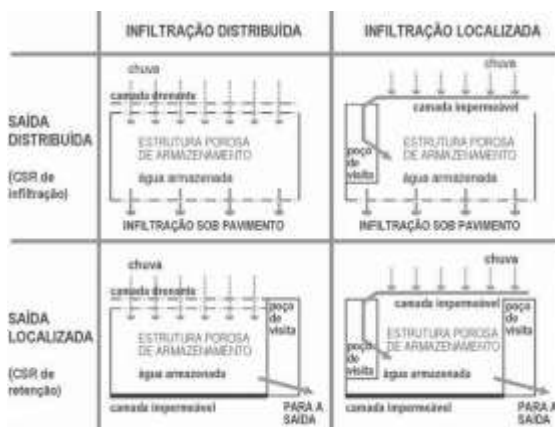 INFILTRAÇÃO DISTRIBUÍDA
INFILTRAÇÃO LOCALIZADA
SAÍDA
DISTRIBUÍDA
(CSR de
infiltração)
chuva
camada drenante
ESTRUTURA POROSA
DE ARMAZENAMENTO
água armazenada
INFILTRAÇÃO SOB PAVIMENTO
chuva
camada impermeável
poço
de
visita
ESTRUTURA POROSA
DE ARMAZENAMENTO
água armazenada
INFILTRAÇÃO SOB PAVIMENTO
SAÍDA
LOCALIZADA
(CSR de
retenção)
chuva
camada drenante
poço
de
visita
ESTRUTURA POROSA
DE ARMAZENAMENTO
água armazenada
camada impermeável
PARA A
SAÍDA
chuva
camada impermeável
poço
de
visita
poço
de
visita
ESTRUTURA POROSA
DE ARMAZENAMENTO
água armazenada
camada impermeável
PARA A
SAÍDA